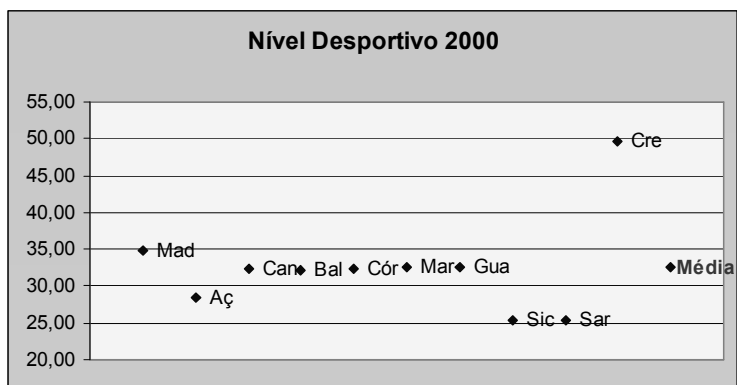 Nível Desportivo 2000
55,00
50,00
45,00
40,00
35,00
30,00
25,00
20,00
Cre
Mad
Can
Bal
Cór
Mar
Gua
Média
Aç
Sic
Sar